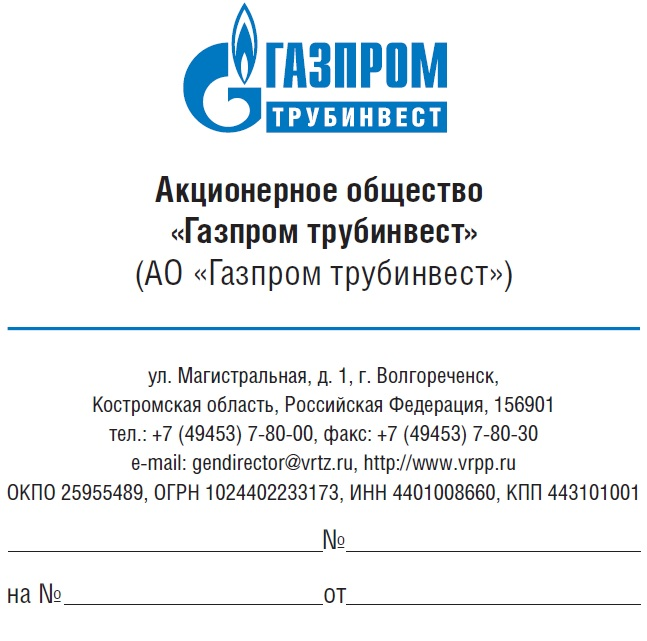 ГАЗПРОМ
ТРУБИНВЕСТ
Акционерное общество
«Газпром трубинвест»
(АО «Газпром трубинвест»)
ул. Магистральная, д. 1, г. Волгореченск,
Костромская область, Российская Федерация, 156901
тел.: +7 (49453) 7-80-00, факс: +7 (49453) 7-80-30
e-mail: gendirector@vrtz.ru, http://www.vrpp.ru
ОКПО 25955489, ОГРН 1024402233173, ИНН 4401008660, КПП 443101001
№
на № от